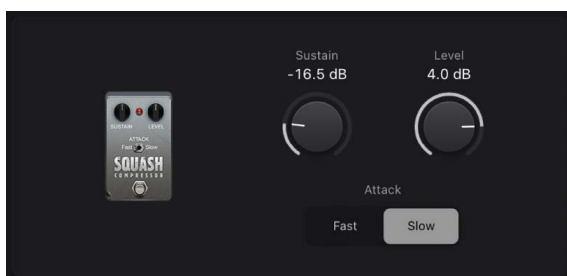 Sustain
-16.5 dB
Level
4.0 dB
SUSTAIN LEVEL
ATTACK
Fast Slow
SQUASH
COMPRESSOR
Attack
Fast
Slow